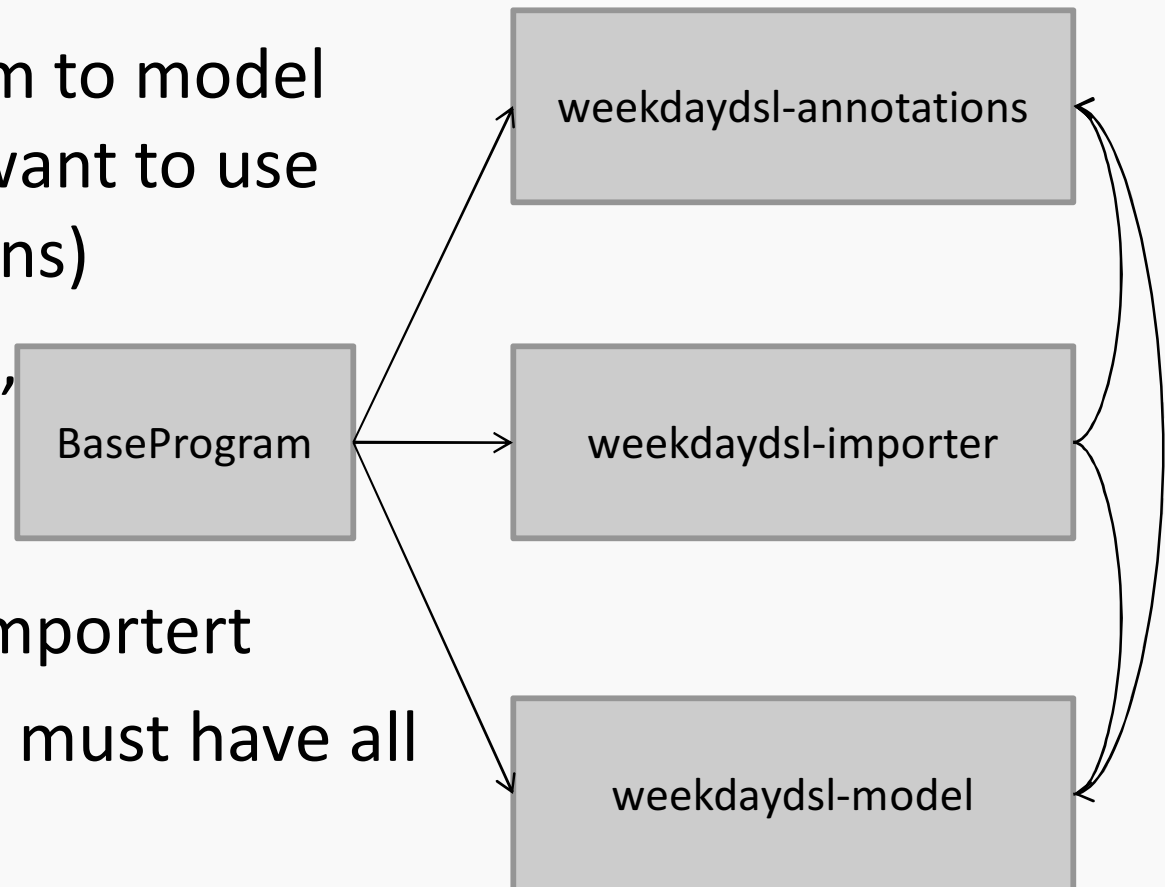 m to model
want to use
ns)
,
mportert
must have all
weekdaydsl-annotations
BaseProgram
weekdaydsl-importer
weekdaydsl-model